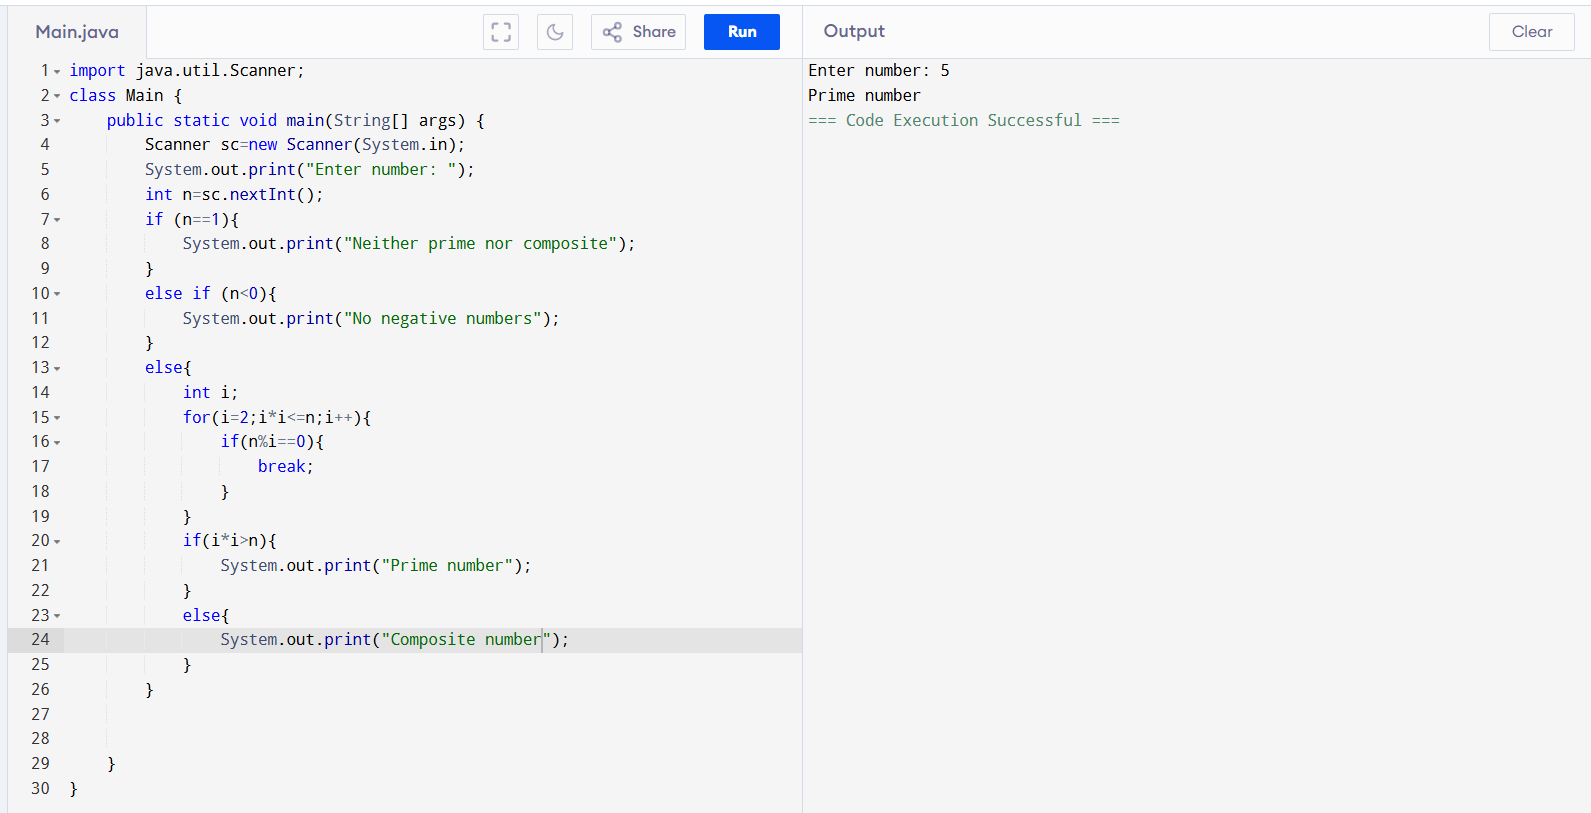 Main.java
Share
Run
Output
Clear
1 import java.util.Scanner;
2 class Main {
3     public static void main(String[] args) {
4         Scanner sc=new Scanner(System.in);
5         System.out.print("Enter number: ");
6         int n=sc.nextInt();
7         if (n==1){
8             System.out.print("Neither prime nor composite");
9         }
10         else if (n<0){
11             System.out.print("No negative numbers");
12         }
13         else{
14             int i;
15             for(i=2;i*i<=n;i++){
16                 if(n%i==0){
17                     break;
18                 }
19             }
20             if(i*i>n){
21                 System.out.print("Prime number");
22             }
23             else{
24                 System.out.print("Composite number");
25             }
26         }
27
28
29     }
30 }
Enter number: 5
Prime number
=== Code Execution Successful ===